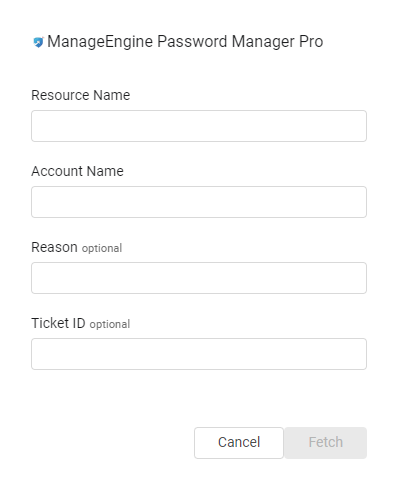 ManageEngine Password Manager Pro
Resource Name
Account Name
Reason optional
Ticket ID optional
Cancel Fetch